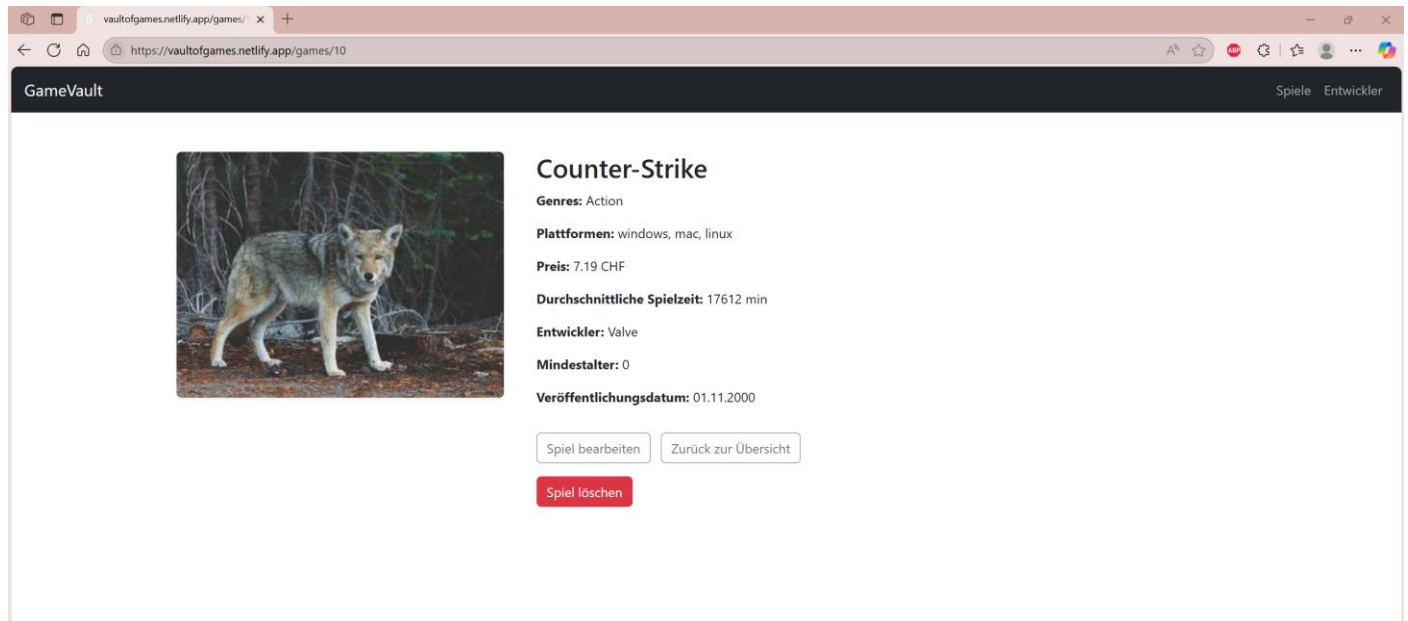 vaultofgames.netlify.app/games/
https://vaultofgames.netlify.app/games/10
ABP
GameVault
Spiele Entwickler
Counter-Strike
Genres: Action
Plattformen: windows, mac, linux
Preis: 7.19 CHF
Durchschnittliche Spielzeit: 17612 min
Entwickler: Valve
Mindestalter: 0
Veröffentlichungsdatum: 01.11.2000
Spiel bearbeiten Zurück zur Übersicht
Spiel löschen